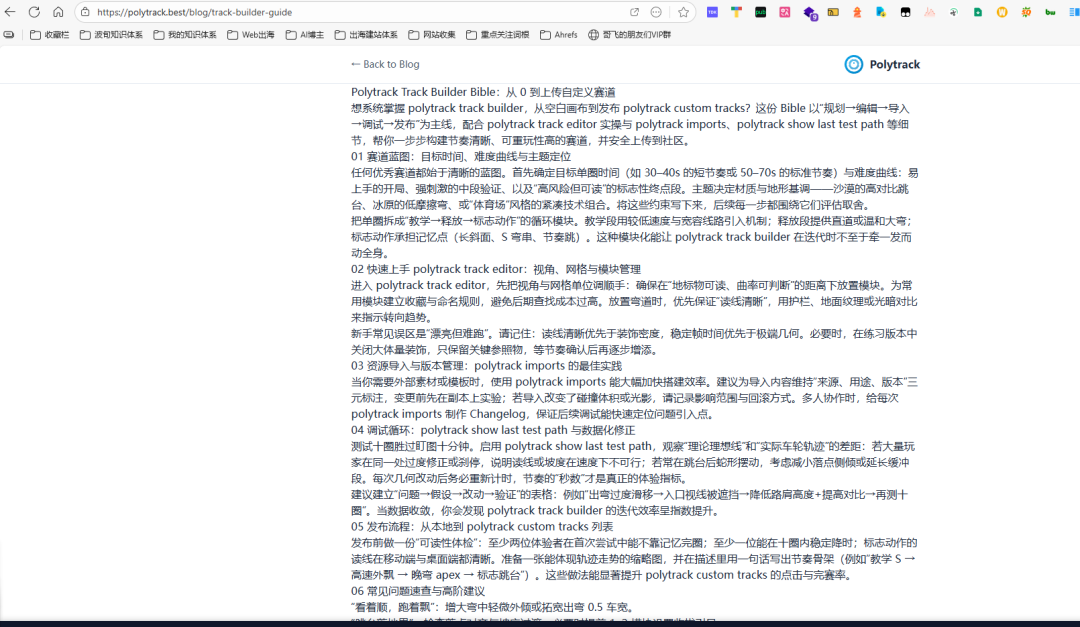 https://polytrack.best/blog/track-builder-guide
收藏栏 波旬知识体系 我的知识体系 Web出海 AI博主 出海建站体系 网站收集 重点关注词根 Ahrefs 哥飞的朋友们VIP群
← Back to Blog
Polytrack
Polytrack Track Builder Bible：从 0 到上传自定义赛道
想系统掌握 polytrack track builder，从空白画布到发布 polytrack custom tracks？这份 Bible 以“规划→编辑→导入
→调试→发布”为主线，配合 polytrack track editor 实操与 polytrack imports、polytrack show last test path 等细
节，帮你一步步构建节奏清晰、可重玩性高的赛道，并安全上传到社区。
01 赛道蓝图：目标时间、难度曲线与主题定位
任何优秀赛道都始于清晰的蓝图。首先确定目标单圈时间（如 30–40s 的短节奏或 50–70s 的标准节奏）与难度曲线：易
上手的开局、强刺激的中段验证、以及“高风险但可读”的标志性终点段。主题决定材质与地形基调——沙漠的高对比跳
台、冰原的低摩擦弯、或“体育场”风格的紧凑技术组合。将这些约束写下来，后续每一步都围绕它们评估取舍。
把单圈拆成“教学→释放→标志动作”的循环模块。教学段用较低速度与宽容线路引入机制；释放段提供直道或温和大弯；
标志动作承担记忆点（长斜面、S 弯串、节奏跳）。这种模块化能让 polytrack track builder 在迭代时不至于牵一发而
动全身。
02 快速上手 polytrack track editor：视角、网格与模块管理
进入 polytrack track editor，先把视角与网格单位调顺手：确保在“地标物可读、曲率可判断”的距离下放置模块。为常
用模块建立收藏与命名规则，避免后期查找成本过高。放置弯道时，优先保证“读线清晰”，用护栏、地面纹理或光暗对比
来指示转向趋势。
新手常见误区是“漂亮但难跑”。请记住：读线清晰优先于装饰密度，稳定帧时间优先于极端几何。必要时，在练习版本中
关闭大体量装饰，只保留关键参照物，等节奏确认后再逐步增添。
03 资源导入与版本管理：polytrack imports 的最佳实践
当你需要外部素材或模板时，使用 polytrack imports 能大幅加快搭建效率。建议为导入内容维持“来源、用途、版本”三
元标注，变更前先在副本上实验；若导入改变了碰撞体积或光影，请记录影响范围与回滚方式。多人协作时，给每次
polytrack imports 制作 Changelog，保证后续调试能快速定位问题引入点。
04 调试循环：polytrack show last test path 与数据化修正
测试十圈胜过盯图十分钟。启用 polytrack show last test path，观察“理论理想线”和“实际车轮轨迹”的差距：若大量玩
家在同一处过度修正或刹停，说明读线或坡度在速度下不可行；若常在跳台后蛇形摆动，考虑减小落点侧倾或延长缓冲
段。每次几何改动后务必重新计时，节奏的“秒数”才是真正的体验指标。
建议建立“问题→假设→改动→验证”的表格：例如“出弯过度滑移→入口视线被遮挡→降低路肩高度+提高对比→再测十
圈”。当数据收敛，你会发现 polytrack track builder 的迭代效率呈指数提升。
05 发布流程：从本地到 polytrack custom tracks 列表
发布前做一份“可读性体检”：至少两位体验者在首次尝试中能不靠记忆完圈；至少一位能在十圈内稳定降时；标志动作的
读线在移动端与桌面端都清晰。准备一张能体现轨迹走势的缩略图，并在描述里用一句话写出节奏骨架（例如“教学 S →
高速外飘 → 晚弯 apex → 标志跳台”）。这些做法能显著提升 polytrack custom tracks 的点击与完赛率。
06 常见问题速查与高阶建议
“看着顺，跑着飘”：增大弯中轻微外倾或拓宽出弯 0.5 车宽。